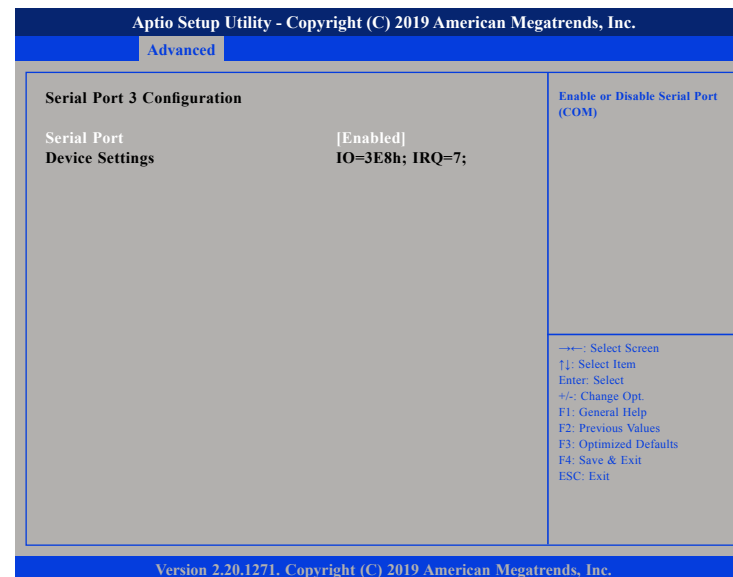 Aptio Setup Utility - Copyright (C) 2019 American Megatrends, Inc.
Advanced
Serial Port 3 Configuration
Serial Port [Enabled]
Device Settings IO=3E8h; IRQ=7;
Enable or Disable Serial Port
(COM)
→←: Select Screen
↑↓: Select Item
Enter: Select
+/-: Change Opt.
F1: General Help
F2: Previous Values
F3: Optimized Defaults
F4: Save & Exit
ESC: Exit
Version 2.20.1271. Copyright (C) 2019 American Megatrends, Inc.